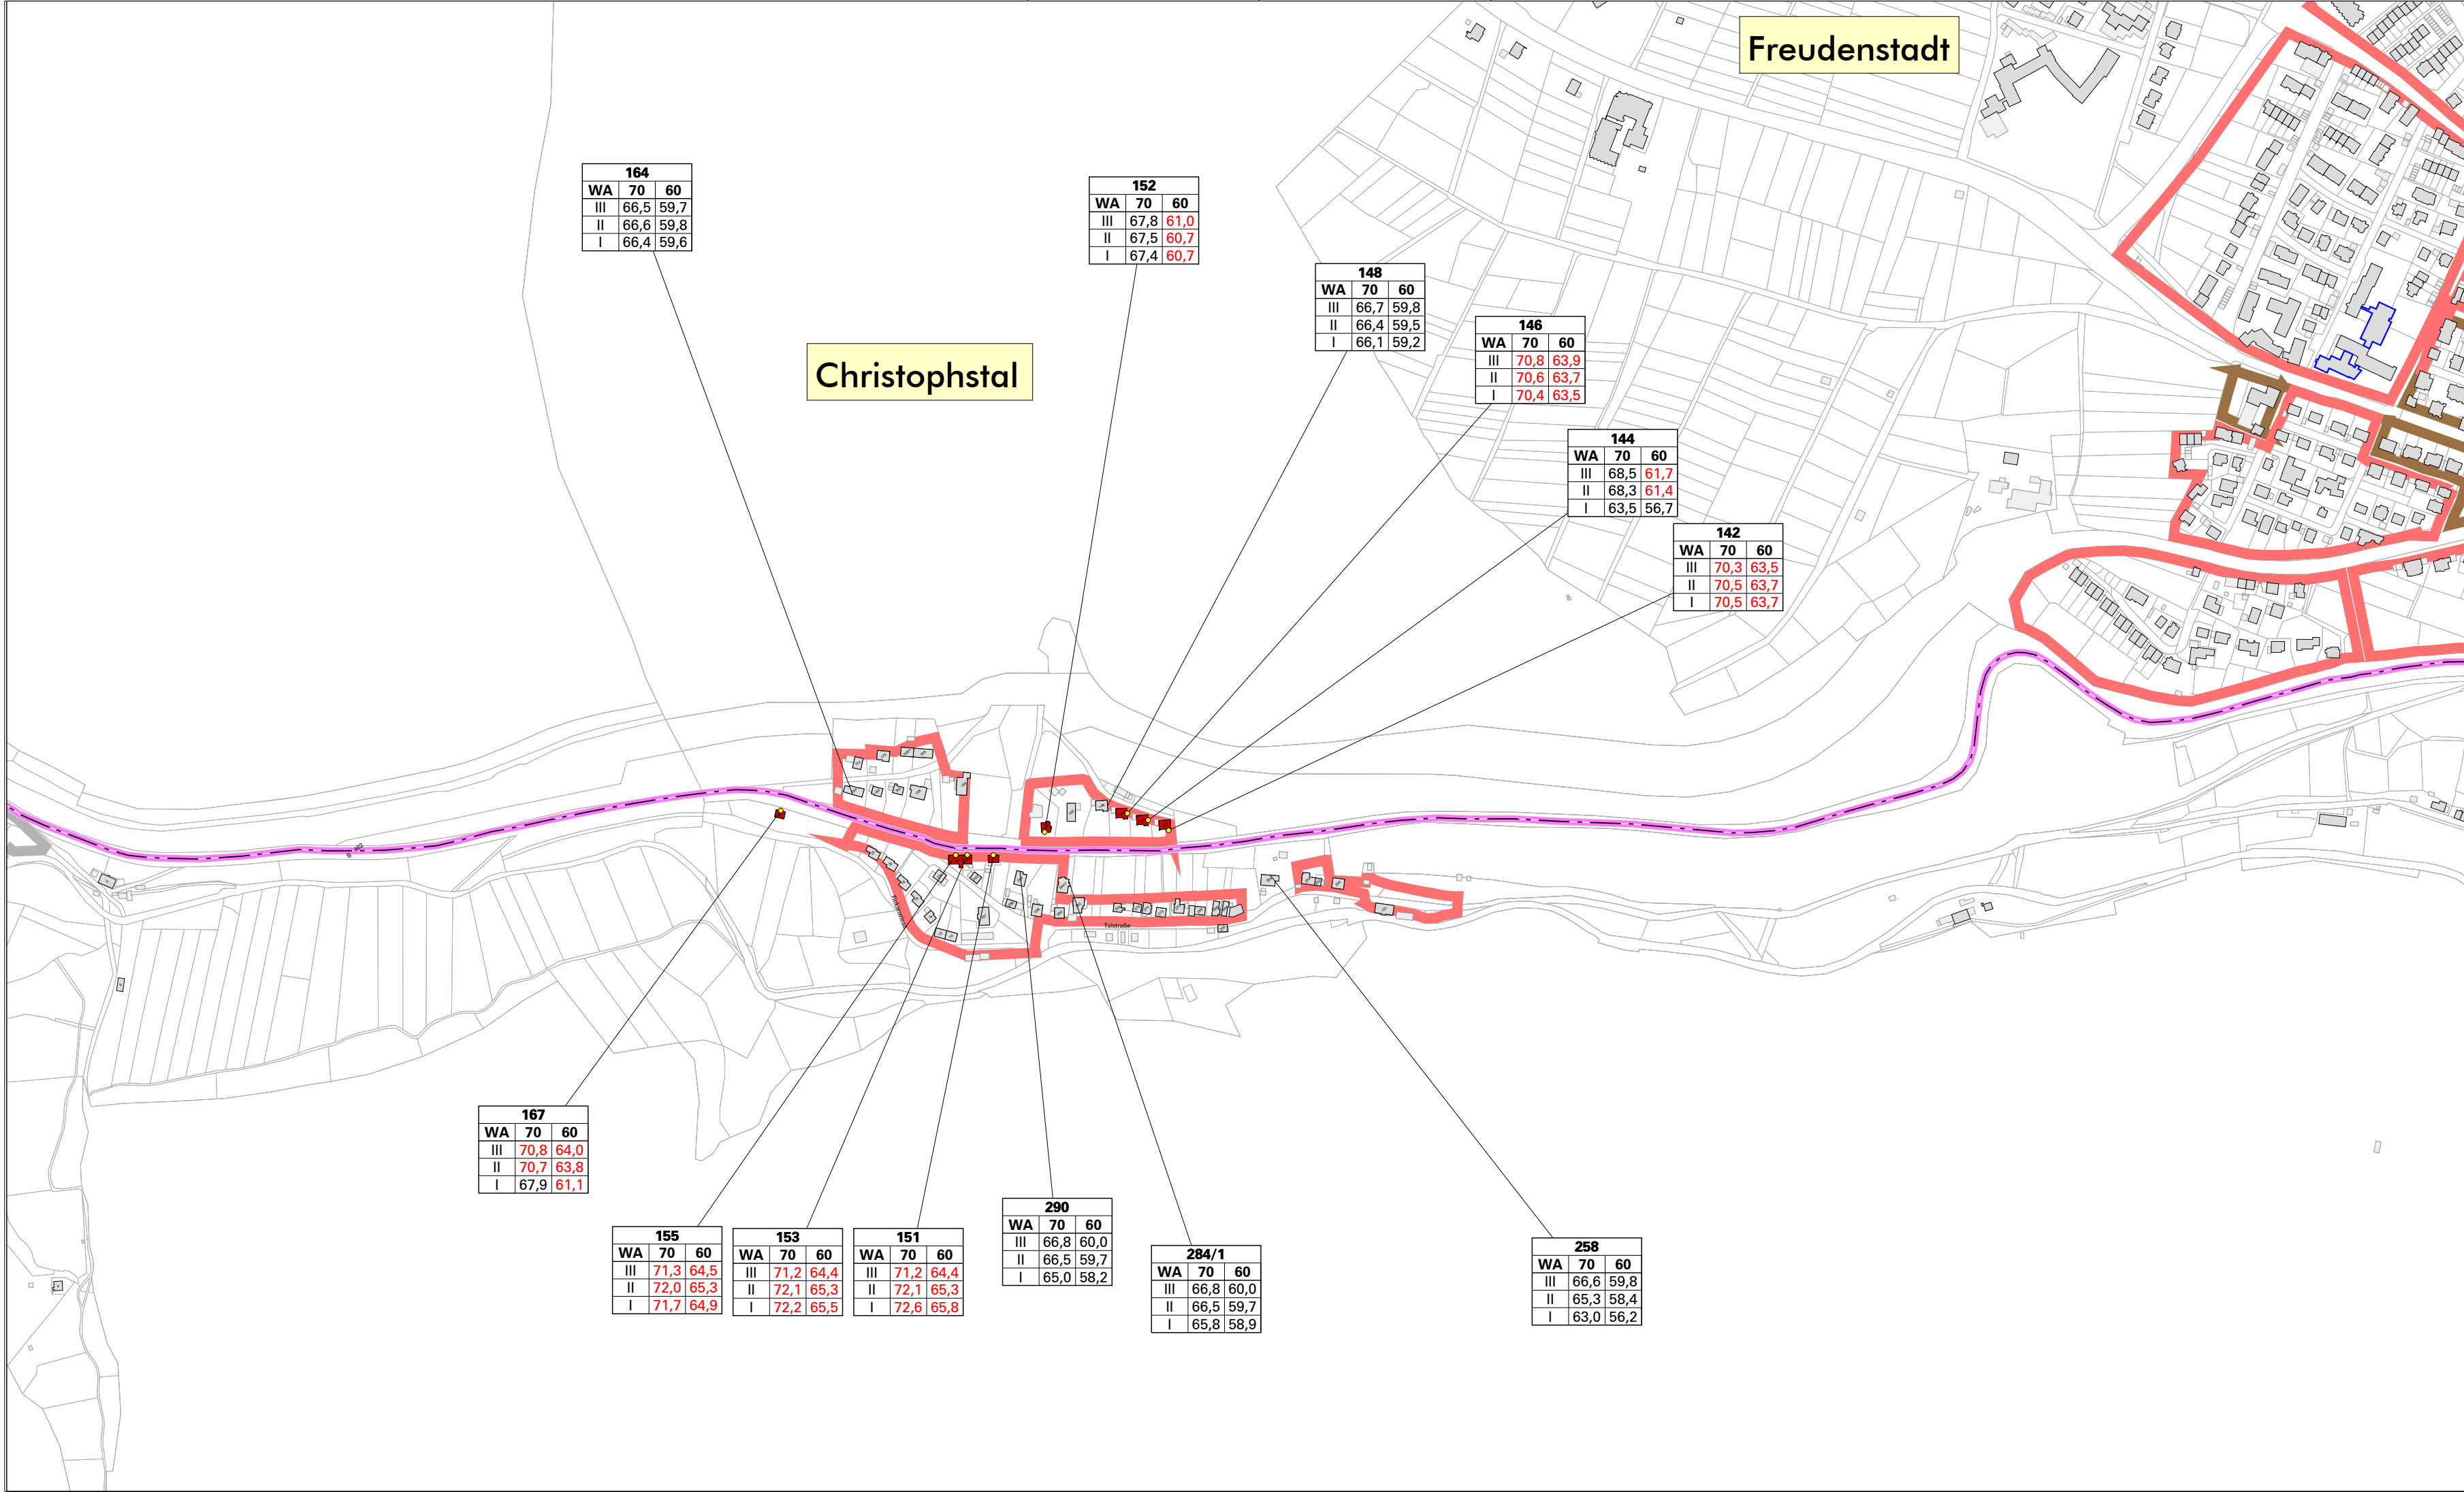 Freudenstadt
164
WA 70 60
III 66,5 59,7
II 66,6 59,8
I 66,4 59,6
152
WA 70 60
III 67,8 61,0
II 67,5 60,7
I 67,4 60,7
148
WA 70 60
III 66,7 59,8
II 66,4 59,5
I 66,1 59,2
146
WA 70 60
III 70,8 63,9
II 70,6 63,7
I 70,4 63,5
Christophstal
144
WA 70 60
III 68,5 61,7
II 68,3 61,4
I 63,5 56,7
142
WA 70 60
III 70,3 63,5
II 70,5 63,7
I 70,5 63,7
B 462
Talstraße
167
WA 70 60
III 70,8 64,0
II 70,7 63,8
I 67,9 61,1
155
WA 70 60
III 71,3 64,5
II 72,0 65,3
I 71,7 64,9
153
WA 70 60
III 71,2 64,4
II 72,1 65,3
I 72,2 65,5
151
WA 70 60
III 71,2 64,4
II 72,1 65,3
I 72,6 65,8
290
WA 70 60
III 66,8 60,0
II 66,5 59,7
I 65,0 58,2
284/1
WA 70 60
III 66,8 60,0
II 66,5 59,7
I 65,8 58,9
258
WA 70 60
III 66,6 59,8
II 65,3 58,4
I 63,0 56,2